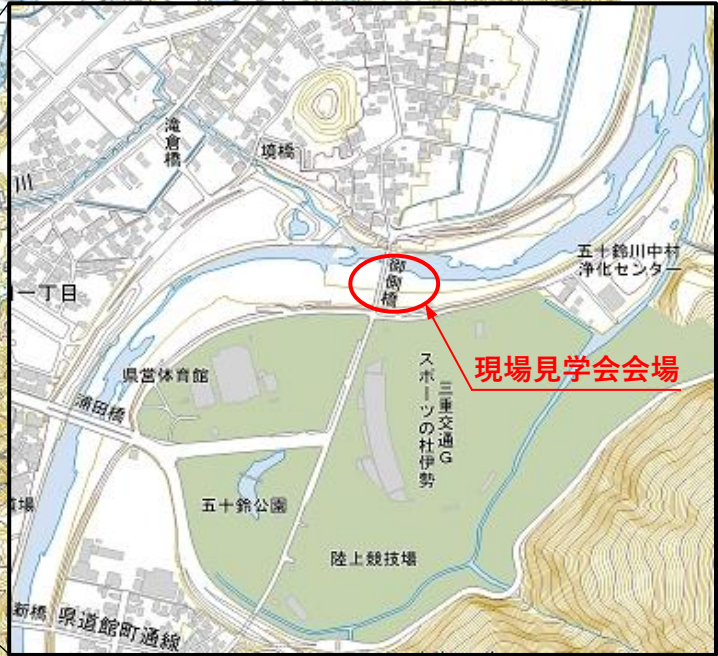 滝倉橋
境橋
川
御側橋
五十鈴川中村
浄化センター
一丁目
現場見学会会場
県営体育館
三重交通G
スポーツの杜伊勢
浦田橋
五十鈴公園
陸上競技場
新橋
県道館町通線